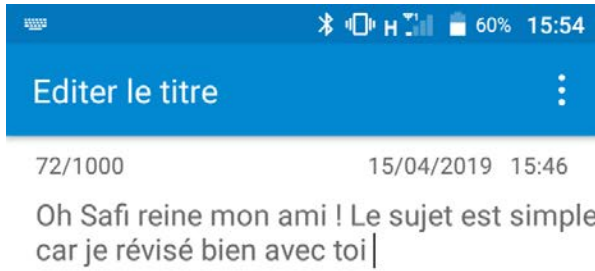 H 60% 15:54
Editer le titre
72/1000 15/04/2019 15:46
Oh Safi reine mon ami ! Le sujet est simple
car je révisé bien avec toi